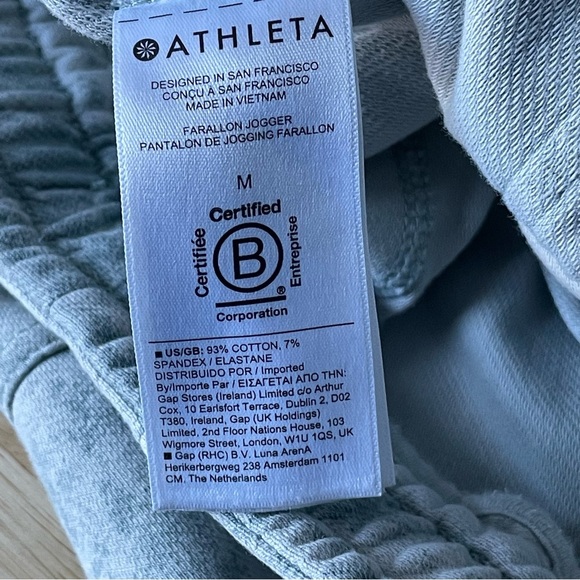 ATHLETA
DESIGNED IN SAN FRANCISCO
CONÇU À SAN FRANCISCO
MADE IN VIETNAM
FARALLON JOGGER
PANTALON DE JOGGING FARALLON
M
Certified
Certifiée
B
Entreprise
®
Corporation
■ US/GB: 93% COTTON, 7%
SPANDEX / ELASTANE
DISTRIBUIDO POR / Imported
By/Importe Par / ΕΙΣΑΓΕΤΑΙ ΑΠΟ ΤΗΝ:
Gap Stores (Ireland) Limited c/o Arthur
Cox, 10 Earlsfort Terrace, Dublin 2, D02
T380, Ireland, Gap (UK Holdings)
Limited, 2nd Floor Nations House, 103
Wigmore Street, London, W1U 1QS, UK
■ Gap (RHC) B.V. Luna ArenA
Herikerbergweg 238 Amsterdam 1101
CM. The Netherlands